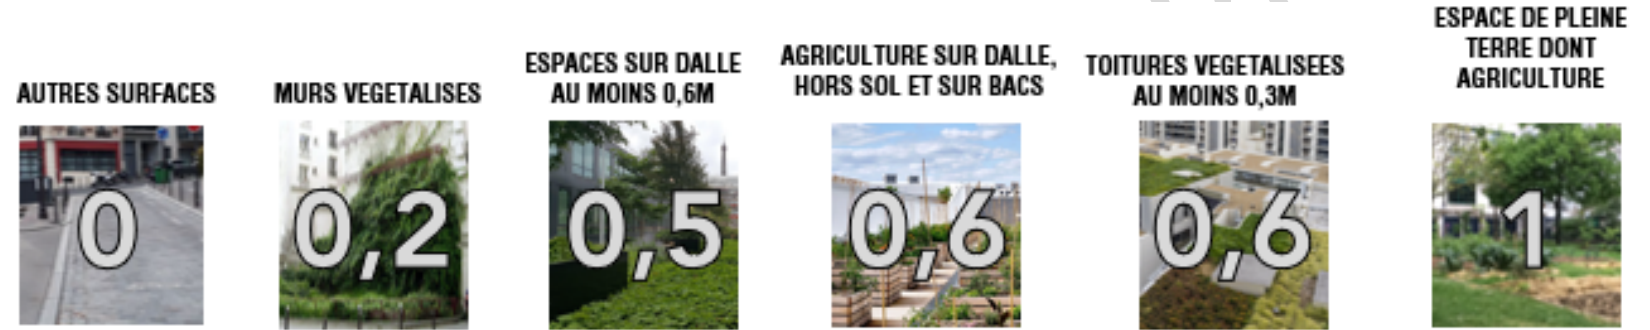 AUTRES SURFACES
0
MURS VEGETALISES
0,2
ESPACES SUR DALLE
AU MOINS 0,6M
0,5
AGRICULTURE SUR DALLE,
HORS SOL ET SUR BACS
0,6
TOITURES VEGETALISEES
AU MOINS 0,3M
0,6
ESPACE DE PLEINE
TERRE DONT
AGRICULTURE
1